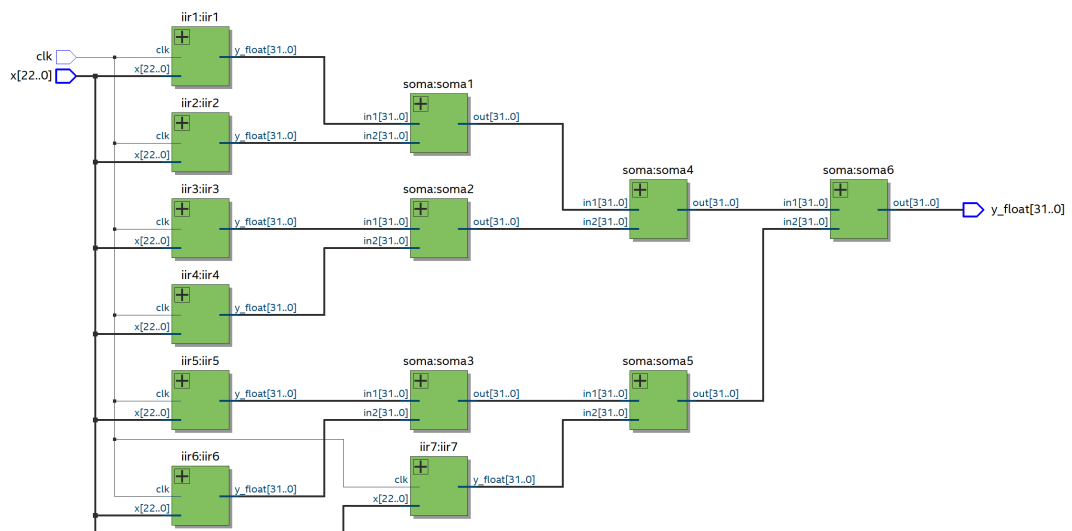 iir1:iir1
clk
x[22..0]
clk
x[22..0]
y_float[31..0]
iir2:iir2
clk
x[22..0]
y_float[31..0]
soma:soma1
in1[31..0]
in2[31..0]
out[31..0]
iir3:iir3
clk
x[22..0]
y_float[31..0]
soma:soma2
in1[31..0]
in2[31..0]
out[31..0]
soma:soma4
in1[31..0]
in2[31..0]
out[31..0]
soma:soma6
in1[31..0]
in2[31..0]
out[31..0]
y_float[31..0]
iir4:iir4
clk
x[22..0]
y_float[31..0]
iir5:iir5
clk
x[22..0]
y_float[31..0]
soma:soma3
in1[31..0]
in2[31..0]
out[31..0]
soma:soma5
in1[31..0]
in2[31..0]
out[31..0]
iir6:iir6
clk
x[22..0]
y_float[31..0]
iir7:iir7
clk
x[22..0]
y_float[31..0]